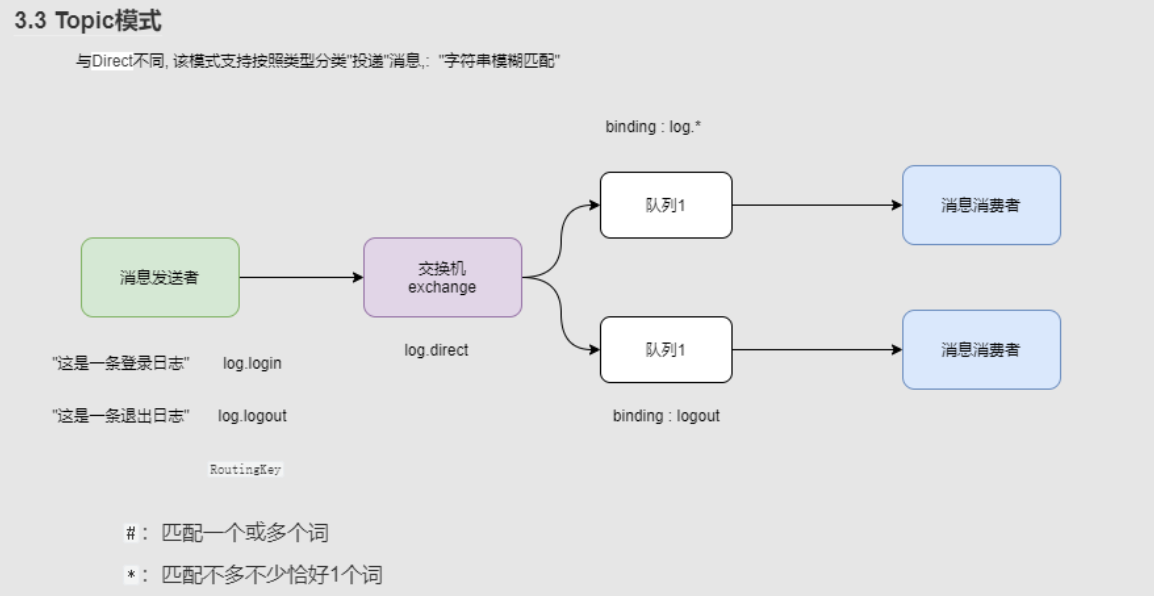 3.3 Topic模式
与Direct不同, 该模式支持按照类型分类"投递"消息,: "字符串模糊匹配"
binding : log.*
队列1
消息消费者
消息发送者
交换机
exchange
log.direct
队列1
消息消费者
"这是一条登录日志" log.login
"这是一条退出日志" log.logout
binding : logout
RoutingKey
#： 匹配一个或多个词
*： 匹配不多不少恰好1个词